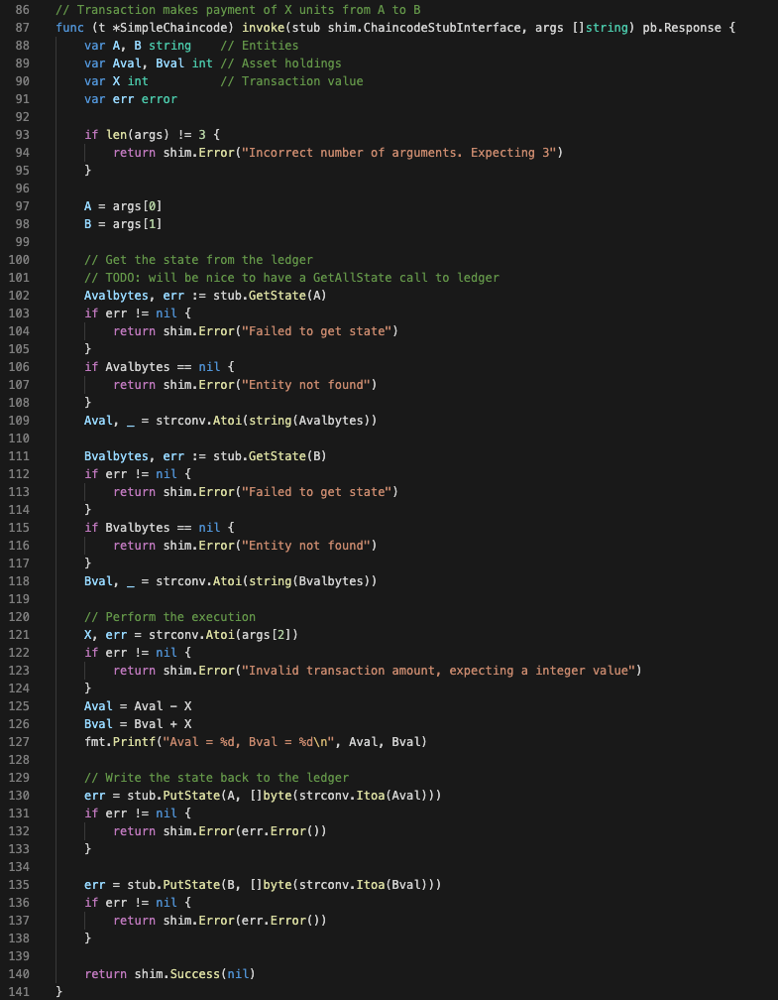 86 // Transaction makes payment of X units from A to B
87 func (t *SimpleChaincode) invoke(stub shim.ChaincodeStubInterface, args []string) pb.Response {
88     var A, B string    // Entities
89     var Aval, Bval int // Asset holdings
90     var X int          // Transaction value
91     var err error
92
93     if len(args) != 3 {
94         return shim.Error("Incorrect number of arguments. Expecting 3")
95     }
96
97     A = args[0]
98     B = args[1]
99
100     // Get the state from the ledger
101     // TODO: will be nice to have a GetAllState call to ledger
102     Avalbytes, err := stub.GetState(A)
103     if err != nil {
104         return shim.Error("Failed to get state")
105     }
106     if Avalbytes == nil {
107         return shim.Error("Entity not found")
108     }
109     Aval, _ = strconv.Atoi(string(Avalbytes))
110
111     Bvalbytes, err := stub.GetState(B)
112     if err != nil {
113         return shim.Error("Failed to get state")
114     }
115     if Bvalbytes == nil {
116         return shim.Error("Entity not found")
117     }
118     Bval, _ = strconv.Atoi(string(Bvalbytes))
119
120     // Perform the execution
121     X, err = strconv.Atoi(args[2])
122     if err != nil {
123         return shim.Error("Invalid transaction amount, expecting a integer value")
124     }
125     Aval = Aval - X
126     Bval = Bval + X
127     fmt.Printf("Aval = %d, Bval = %d\n", Aval, Bval)
128
129     // Write the state back to the ledger
130     err = stub.PutState(A, []byte(strconv.Itoa(Aval)))
131     if err != nil {
132         return shim.Error(err.Error())
133     }
134
135     err = stub.PutState(B, []byte(strconv.Itoa(Bval)))
136     if err != nil {
137         return shim.Error(err.Error())
138     }
139
140     return shim.Success(nil)
141 }